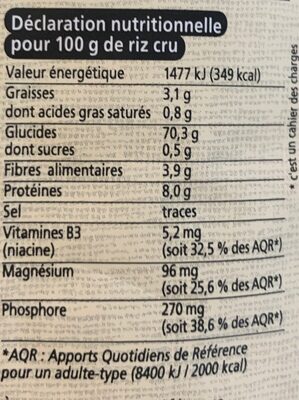 Déclaration nutritionnelle
pour 100 g de riz cru
Valeur énergétique 1477 kJ (349 kcal)
Graisses 3,1 g
dont acides gras saturés 0,8 g
Glucides 70,3 g
dont sucres 0,5 g
Fibres alimentaires 3,9 g
Protéines 8,0 g
Sel traces
Vitamines B3 5,2 mg
(niacine) (soit 32,5 % des AQR*)
Magnésium 96 mg
(soit 25,6 % des AQR*)
Phosphore 270 mg
(soit 38,6 % des AQR*)
*AQR : Apports Quotidiens de Référence
pour un adulte-type (8400 kJ / 2000 kcal)
* c'est un cahier des charges